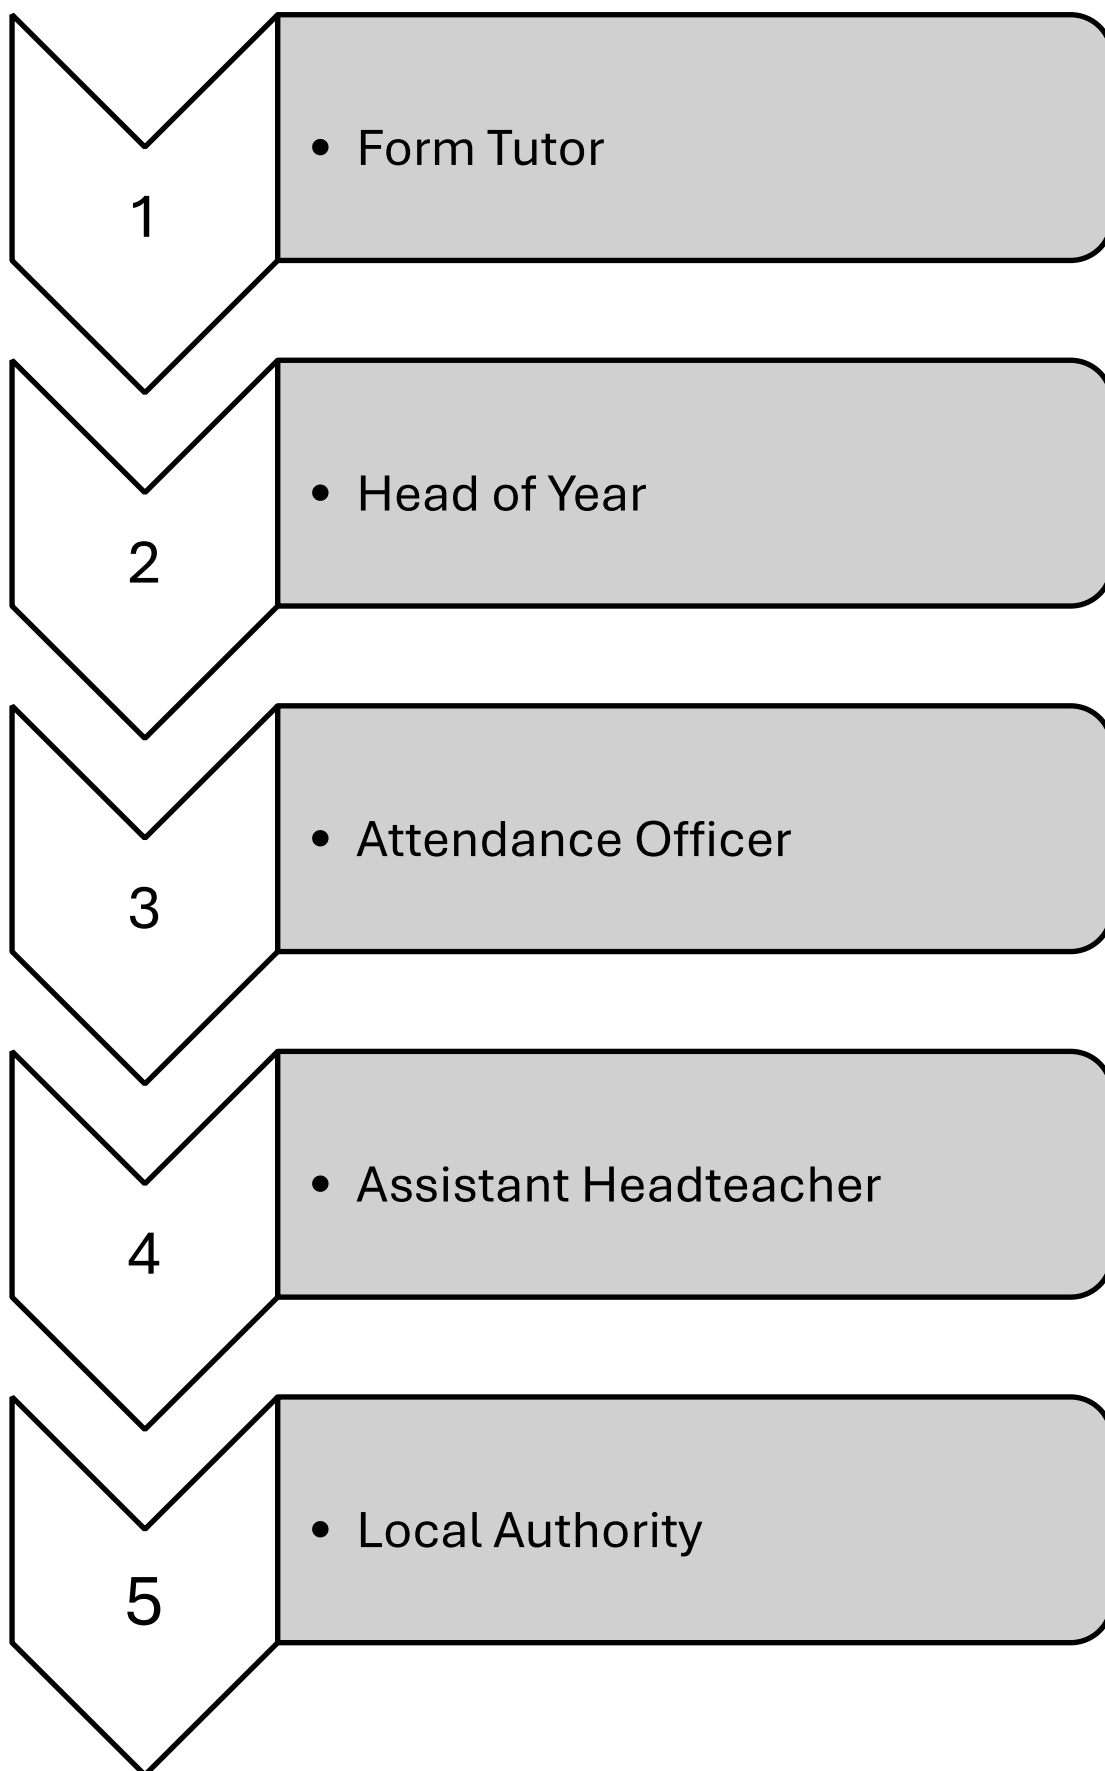 1
• Form Tutor
2
• Head of Year
3
• Attendance Officer
4
• Assistant Headteacher
5
• Local Authority